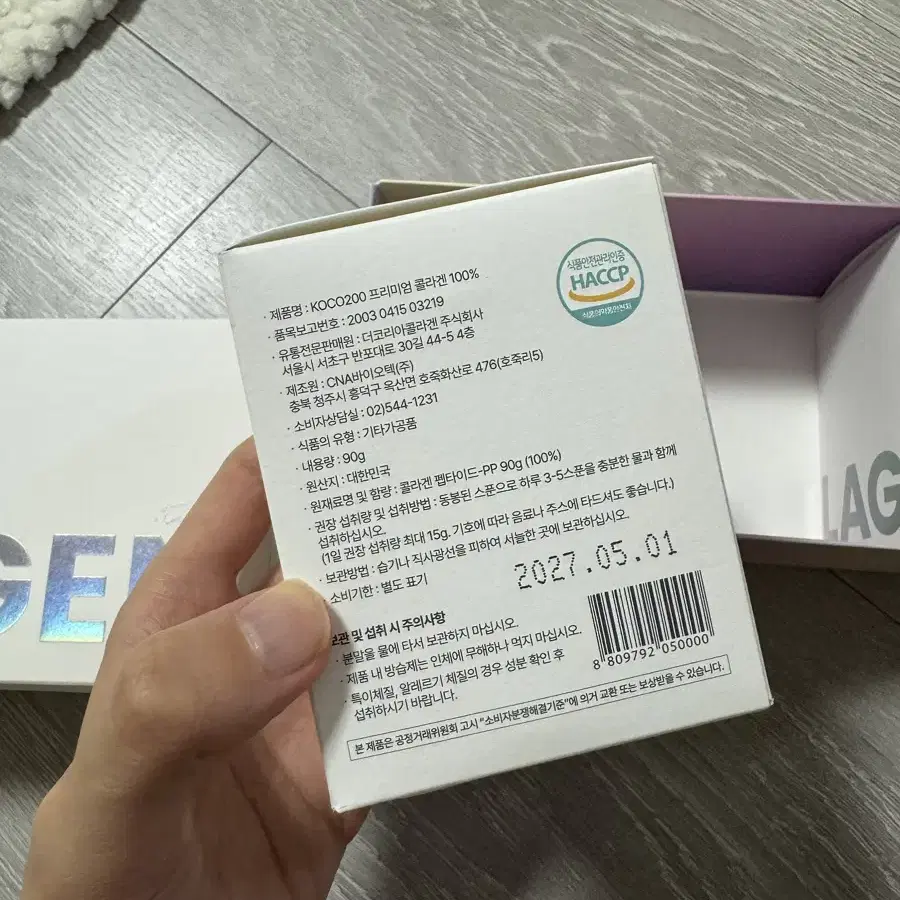 · 제품명 : KOCO200 프리미엄 콜라겐 100%
· 품목보고번호 : 2003 0415 03219
· 유통전문판매원 : 더코리아콜라겐 주식회사
서울시 서초구 반포대로 30길 44-5 4층
· 제조원 : CNA바이오텍(주)
충북 청주시 흥덕구 옥산면 호죽화산로 476(호죽리5)
· 소비자상담실 : 02)544-1231
· 식품의 유형 : 기타가공품
· 내용량 : 90g
· 원산지 : 대한민국
· 원재료명 및 함량 : 콜라겐 펩타이드-PP 90g (100%)
· 권장 섭취량 및 섭취방법 : 동봉된 스푼으로 하루 3-5스푼을 충분한 물과 함께
섭취하십시오.
(1일 권장 섭취량 최대 15g. 기호에 따라 음료나 주스에 타드셔도 좋습니다.)
· 보관방법 : 습기나 직사광선을 피하여 서늘한 곳에 보관하십시오.
· 소비기한 : 별도 표기
2027.05.01
보관 및 섭취 시 주의사항
· 분말을 물에 타서 보관하지 마십시오.
· 제품 내 방습제는 인체에 무해하나 먹지 마십시오.
· 특이체질, 알레르기 체질의 경우 성분 확인 후
섭취하시기 바랍니다.
8 809792 050000
본 제품은 공정거래위원회 고시 "소비자분쟁해결기준"에 의거 교환 또는 보상받을 수 있습니다.
식품안전관리인증
HACCP
식품의약품안전처
GEN
LAG